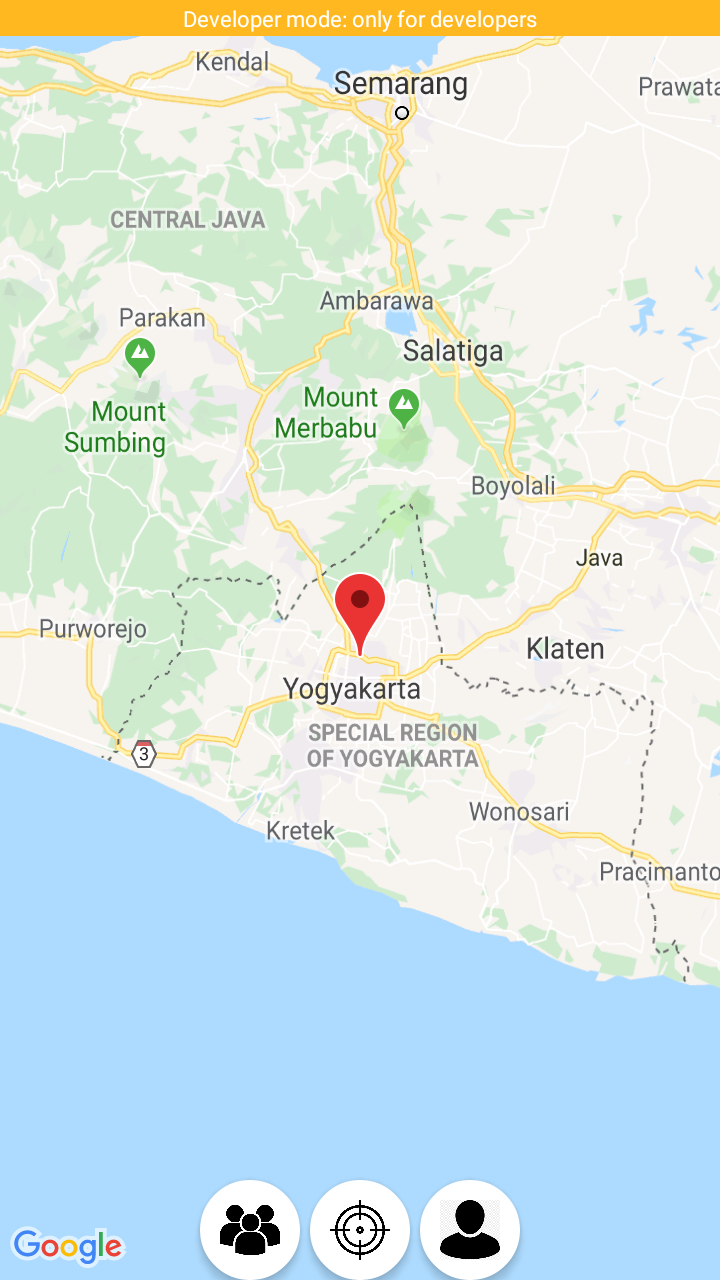 Developer mode: only for developers
Kendal
Semarang
Prawata
CENTRAL JAVA
Ambarawa
Parakan
Salatiga
Mount
Sumbing
Mount
Merbabu
Boyolali
Java
Purworejo
Klaten
Yogyakarta
SPECIAL REGION
OF YOGYAKARTA
3
Wonosari
Kretek
Pracimanto
Google